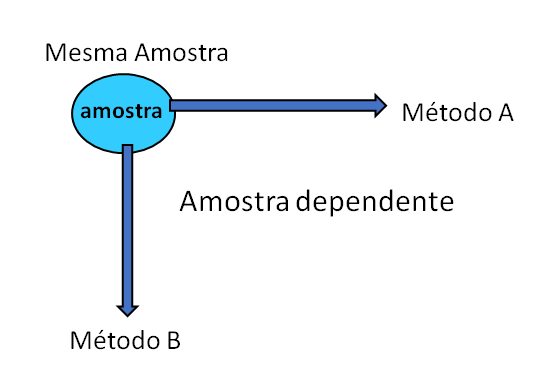 Mesma Amostra
amostra
Método A
Amostra dependente
Método B